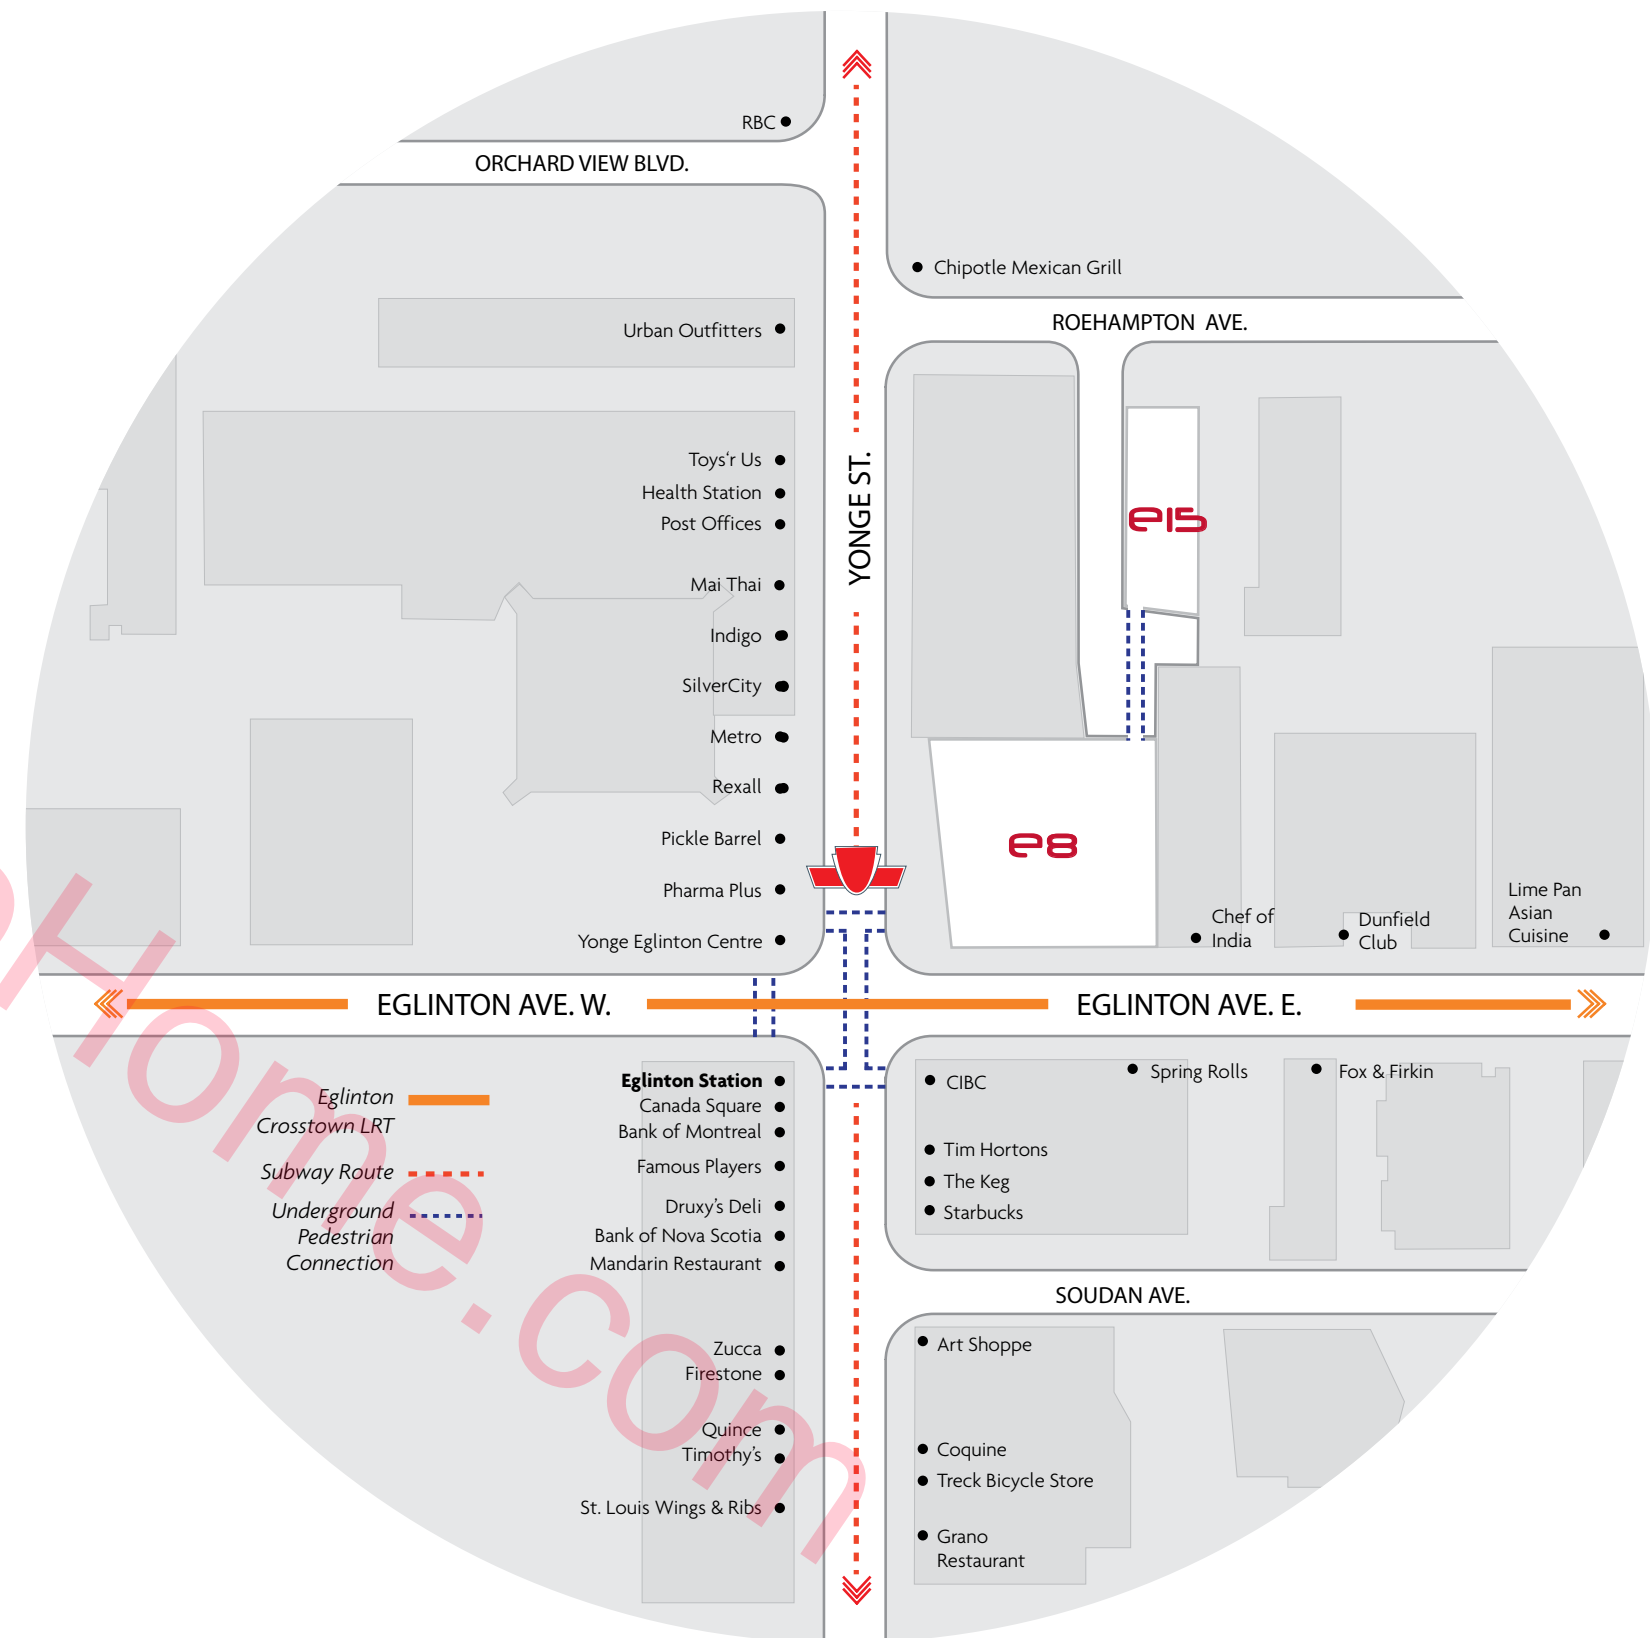 RBC
ORCHARD VIEW BLVD.
Chipotle Mexican Grill
ROEHAMPTON AVE.
Urban Outfitters
YONGE ST.
Toys'r Us
Health Station
Post Offices
Mai Thai
Indigo
SilverCity
Metro
Rexall
Pickle Barrel
Pharma Plus
Yonge Eglinton Centre
e15
e8
Chef of
India
Dunfield
Club
Lime Pan
Asian
Cuisine
EGLINTON AVE. W.
EGLINTON AVE. E.
Eglinton
Crosstown LRT
Subway Route
Underground
Pedestrian
Connection
Eglinton Station
Canada Square
Bank of Montreal
Famous Players
Druxy's Deli
Bank of Nova Scotia
Mandarin Restaurant
Zucca
Firestone
Quince
Timothy's
St. Louis Wings & Ribs
CIBC
Spring Rolls
Fox & Firkin
Tim Hortons
The Keg
Starbucks
SOUDAN AVE.
Art Shoppe
Coquine
Treck Bicycle Store
Grano
Restaurant
Home.com